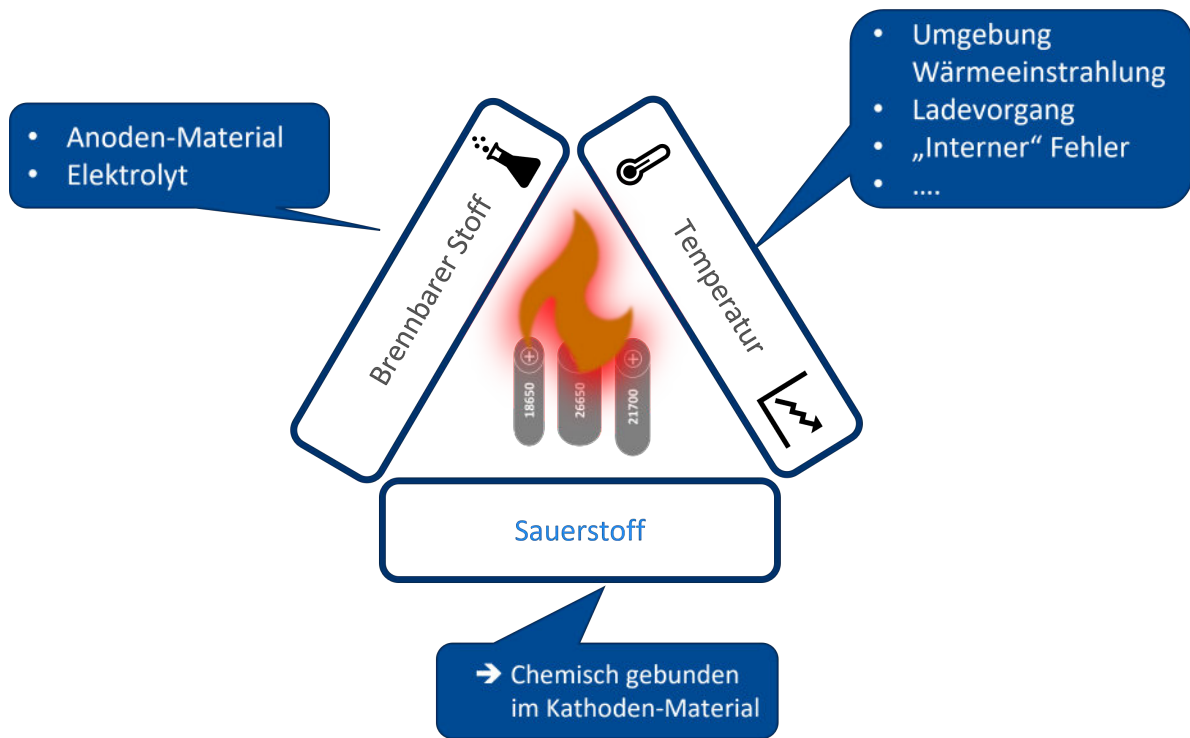 • Umgebung
Wärmeeinstrahlung
• Ladevorgang
• „Interner“ Fehler
• ....
• Anoden-Material
• Elektrolyt
Brennbarer Stoff
Temperatur
18650
26650
21700
Sauerstoff
➔ Chemisch gebunden
im Kathoden-Material